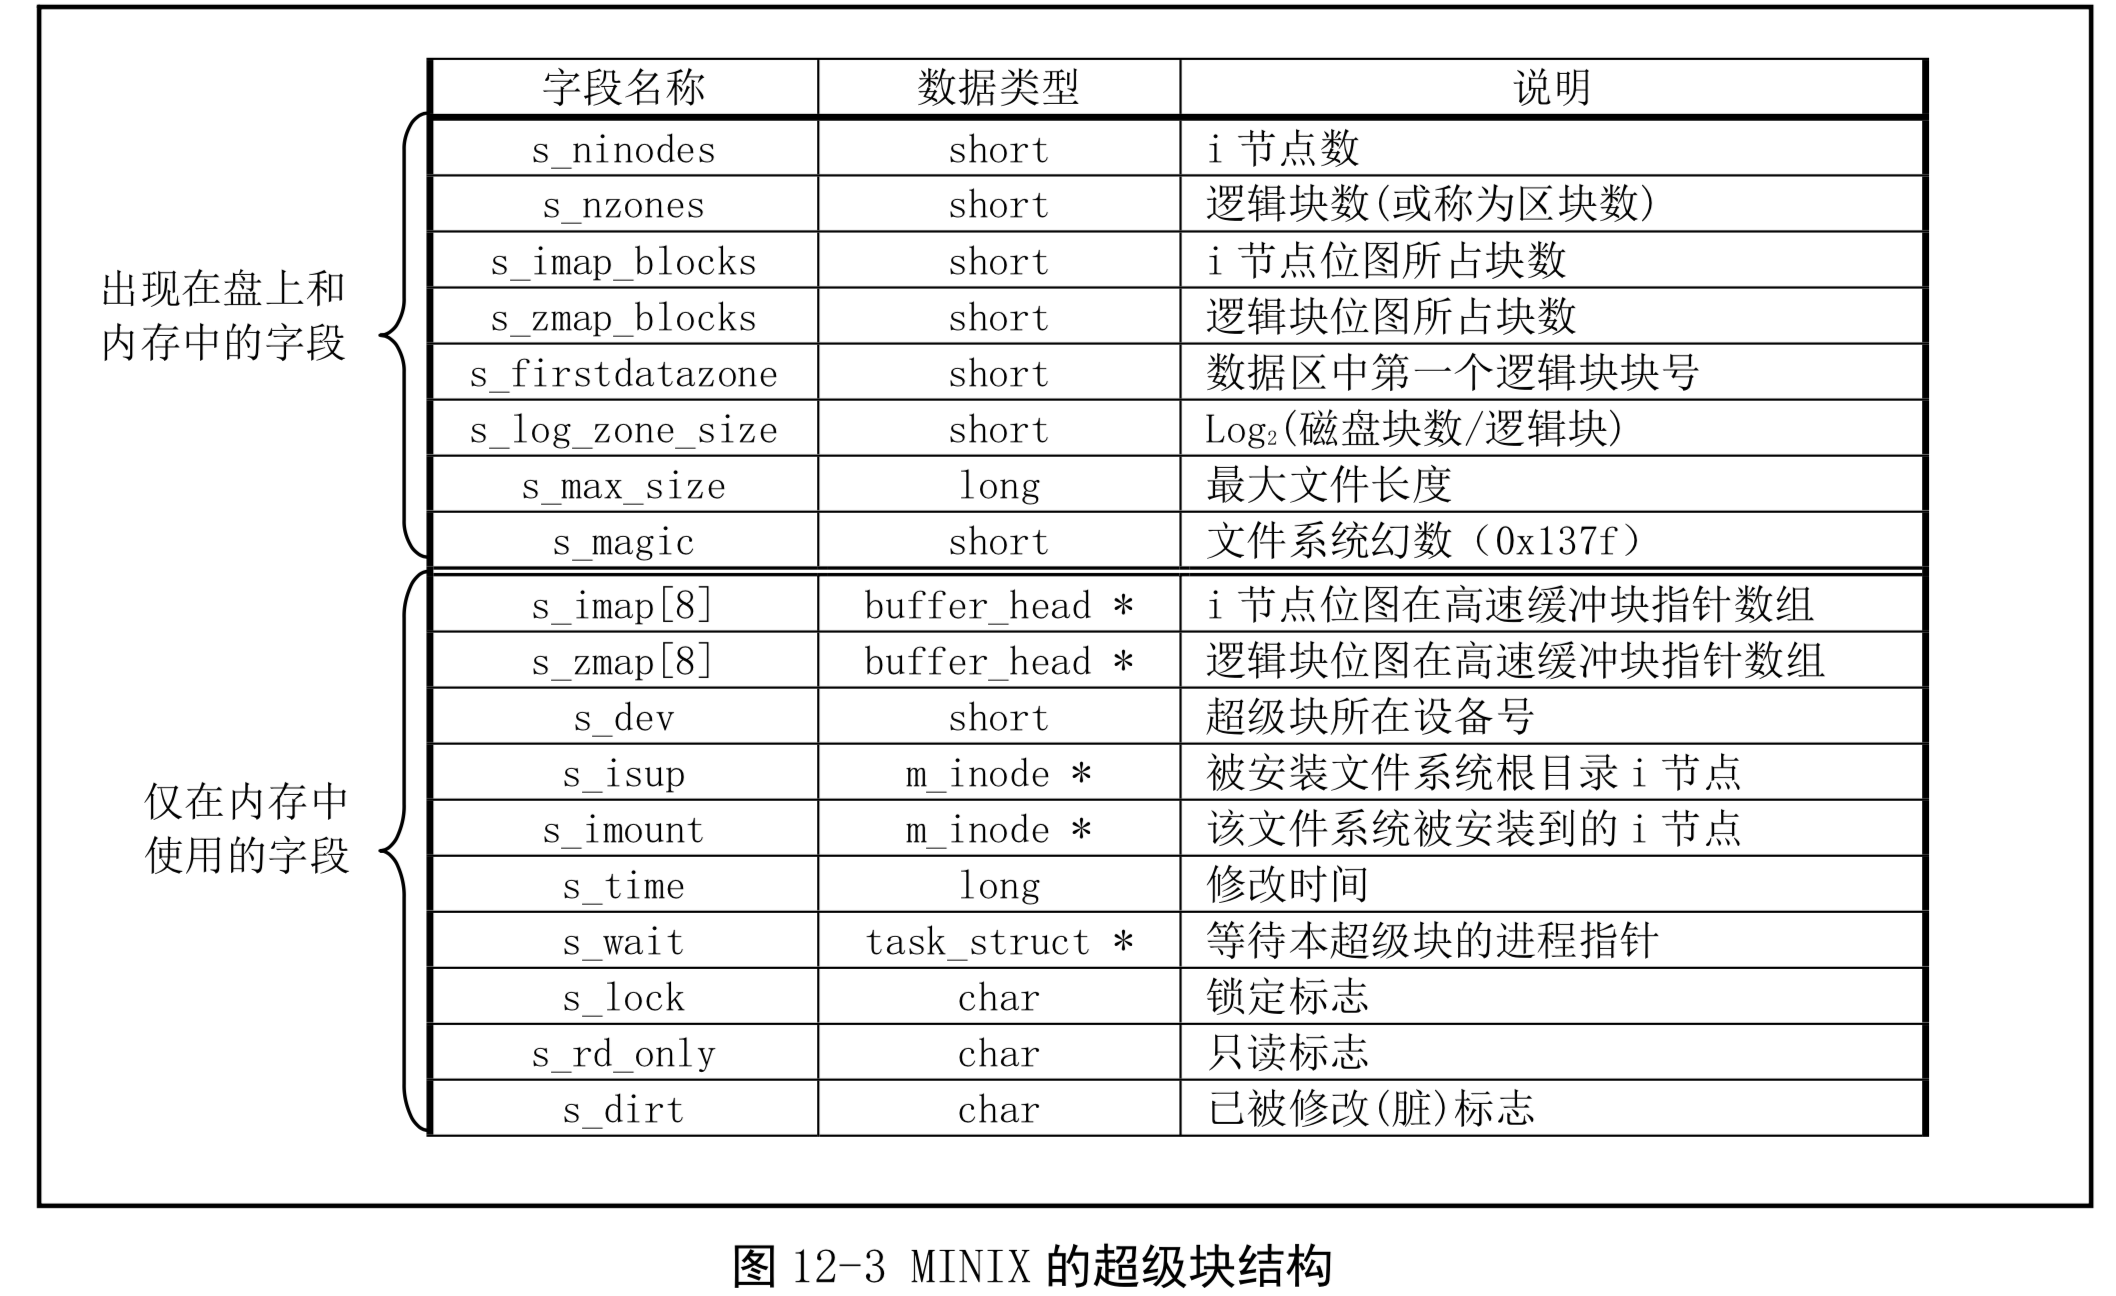 字段名称 数据类型 说明
s_ninodes short i 节点数
s_nzones short 逻辑块数(或称为区块数)
s_imap_blocks short i 节点位图所占块数
s_zmap_blocks short 逻辑块位图所占块数
s_firstdatazone short 数据区中第一个逻辑块块号
s_log_zone_size short Log₂(磁盘块数/逻辑块)
s_max_size long 最大文件长度
s_magic short 文件系统幻数（0x137f）
出现在盘上和
内存中的字段
s_imap[8] buffer_head * i 节点位图在高速缓冲块指针数组
s_zmap[8] buffer_head * 逻辑块位图在高速缓冲块指针数组
s_dev short 超级块所在设备号
s_isup m_inode * 被安装文件系统根目录 i 节点
s_imount m_inode * 该文件系统被安装到的 i 节点
s_time long 修改时间
s_wait task_struct * 等待本超级块的进程指针
s_lock char 锁定标志
s_rd_only char 只读标志
s_dirt char 已被修改(脏)标志
仅在内存中
使用的字段
图 12-3 MINIX 的超级块结构